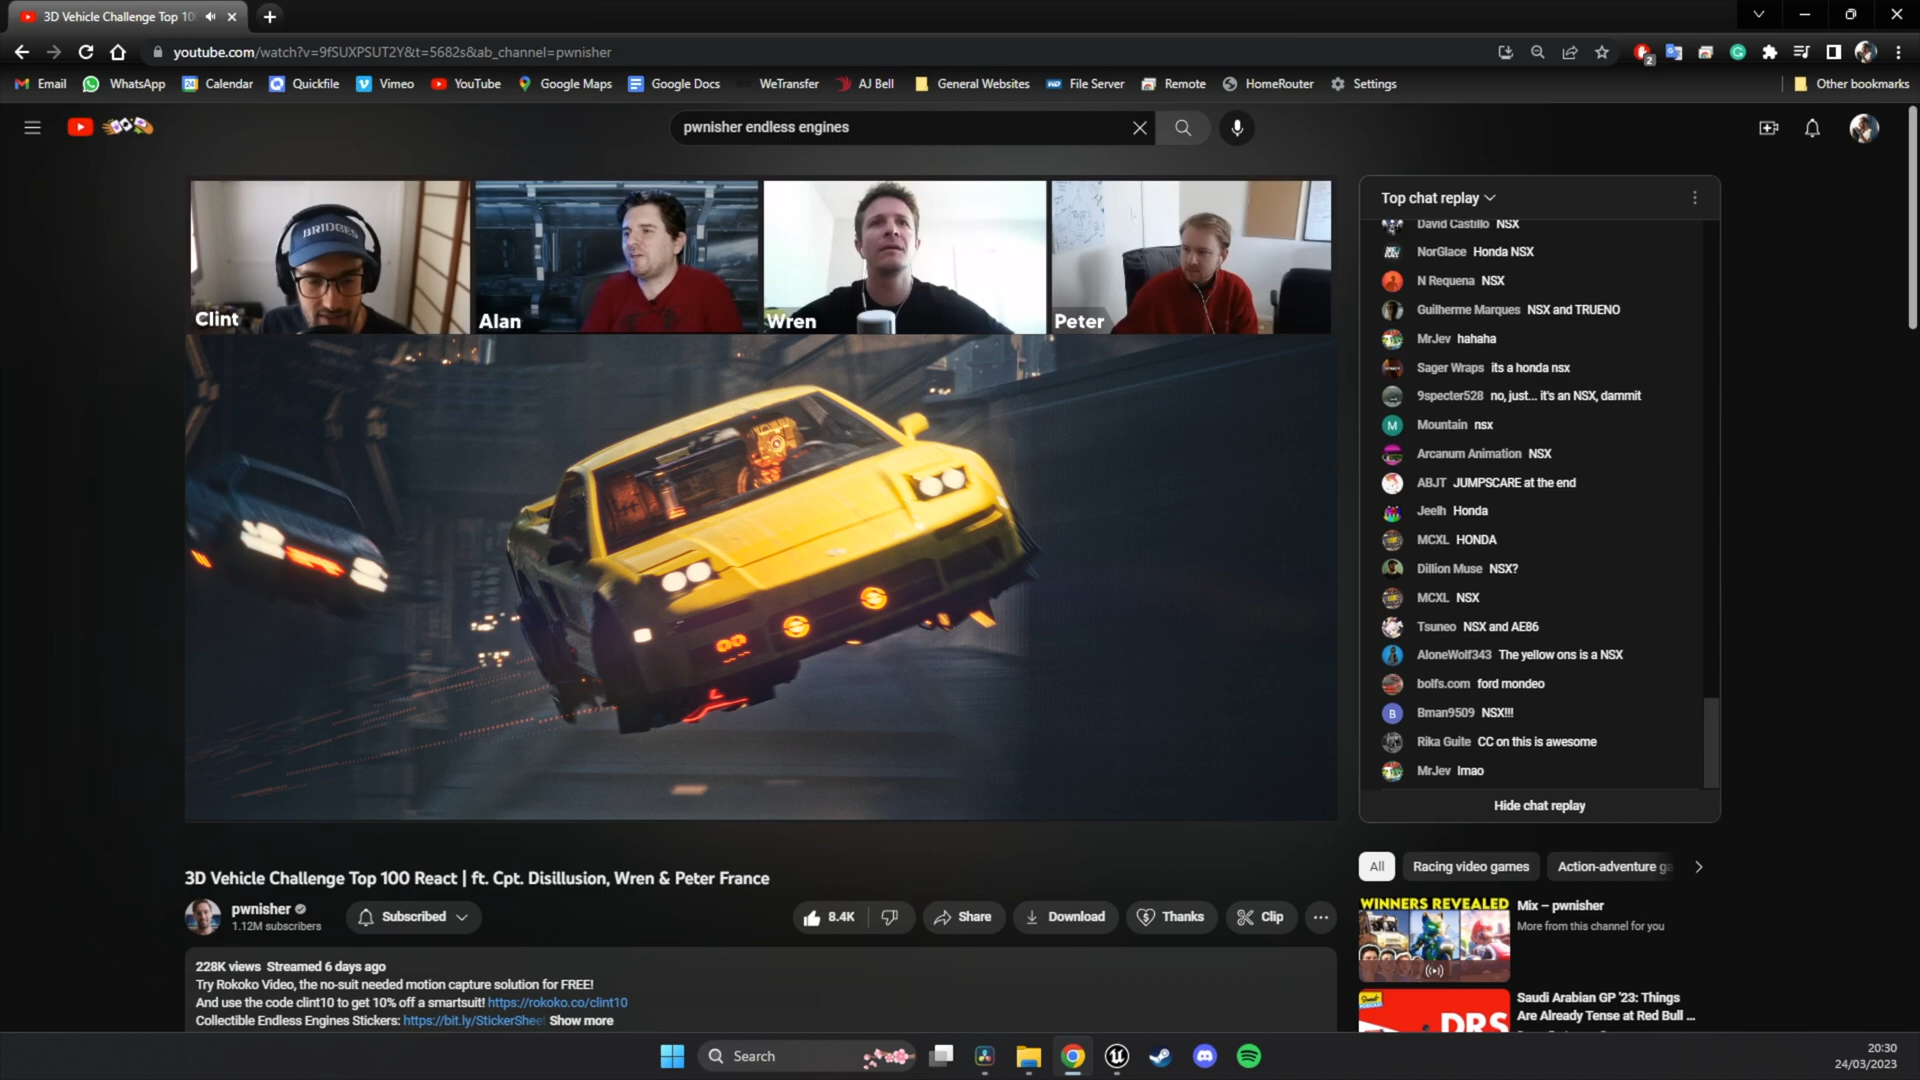 3D Vehicle Challenge Top 10
youtube.com/watch?v=9fSUXPSUT2Y&t=5682s&ab_channel=pwnisher
2
Email WhatsApp Calendar Quickfile Vimeo YouTube Google Maps Google Docs WeTransfer AJ Bell General Websites File Server Remote HomeRouter Settings Other bookmarks
pwnisher endless engines
BRIDGES
Clint
Alan
Wren
Peter
Top chat replay
David Castillo NSX
NorGlace Honda NSX
N Requena NSX
Guilherme Marques NSX and TRUENO
MrJev hahaha
Sager Wraps its a honda nsx
9specter528 no, just... it's an NSX, dammit
M Mountain nsx
Arcanum Animation NSX
ABJT JUMPSCARE at the end
Jeelh Honda
MCXL HONDA
Dillion Muse NSX?
MCXL NSX
Tsuneo NSX and AE86
AloneWolf343 The yellow ons is a NSX
bolfs.com ford mondeo
B Bman9509 NSX!!!
Rika Guite CC on this is awesome
MrJev lmao
Hide chat replay
3D Vehicle Challenge Top 100 React | ft. Cpt. Disillusion, Wren & Peter France
pwnisher
1.12M subscribers
Subscribed
8.4K
Share
Download
Thanks
Clip
228K views Streamed 6 days ago
Try Rokoko Video, the no-suit needed motion capture solution for FREE!
And use the code clint10 to get 10% off a smartsuit! https://rokoko.co/clint10
Collectible Endless Engines Stickers: https://bit.ly/StickerShee Show more
All Racing video games Action-adventure ga
WINNERS REVEALED
Mix – pwnisher
More from this channel for you
DRS
Saudi Arabian GP '23: Things
Are Already Tense at Red Bull ...
Search
20:30
24/03/2023